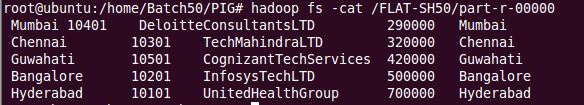 root@ubuntu:/home/Batch50/PIG# hadoop fs -cat /FLAT-SH50/part-r-00000
Mumbai 10401 DeloitteConsultantsLTD 290000 Mumbai
Chennai 10301 TechMahindraLTD 320000 Chennai
Guwahati 10501 CognizantTechServices 420000 Guwahati
Bangalore 10201 InfosysTechLTD 500000 Bangalore
Hyderabad 10101 UnitedHealthGroup 700000 Hyderabad